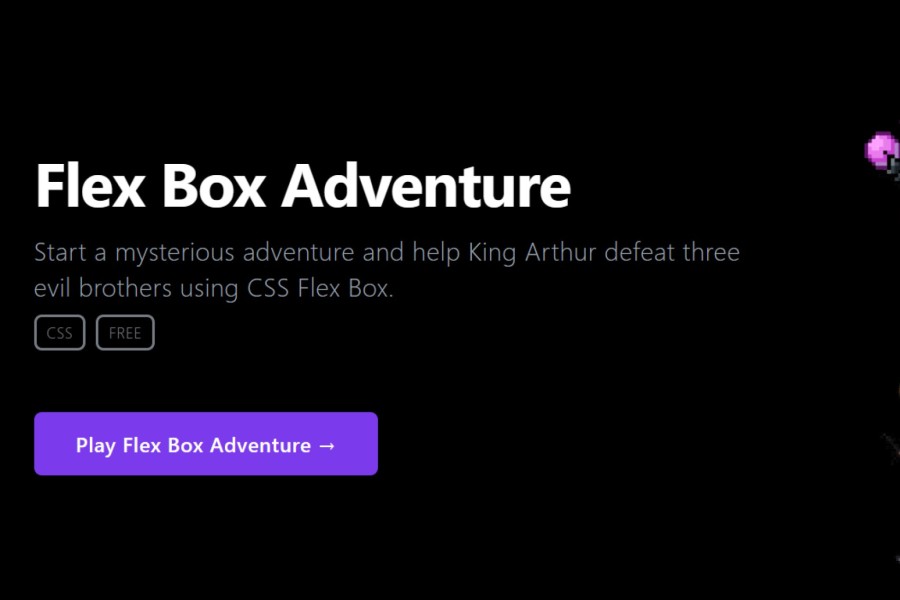 Flex Box Adventure
Start a mysterious adventure and help King Arthur defeat three
evil brothers using CSS Flex Box.
CSS FREE
Play Flex Box Adventure →